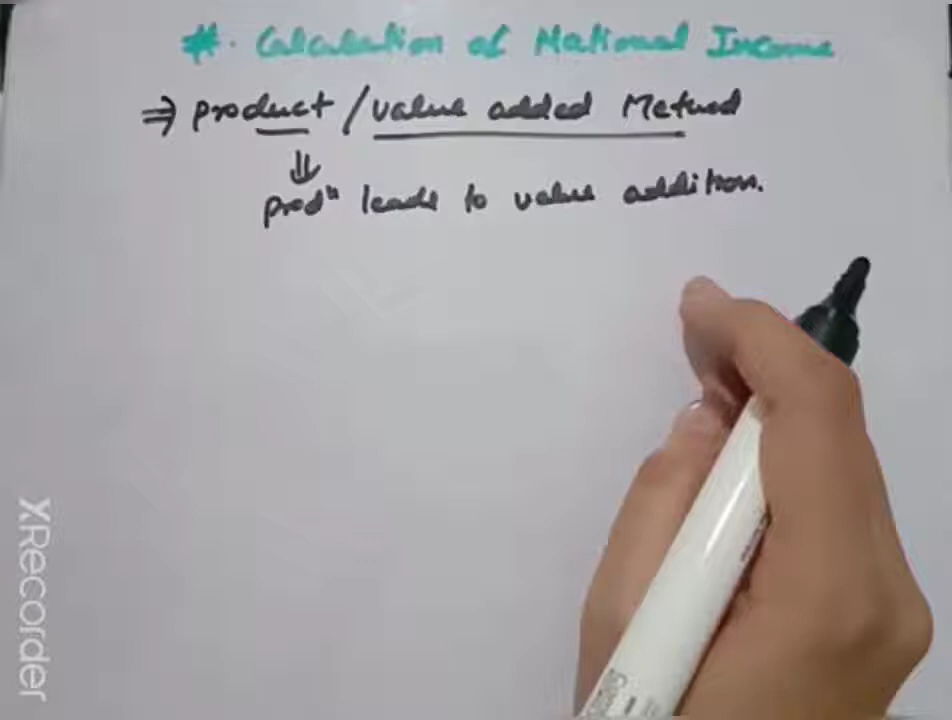 #. Calculation of National Income
⇒ product / value added Method
⇓
prodⁿ leads to value addition.
XRecorder